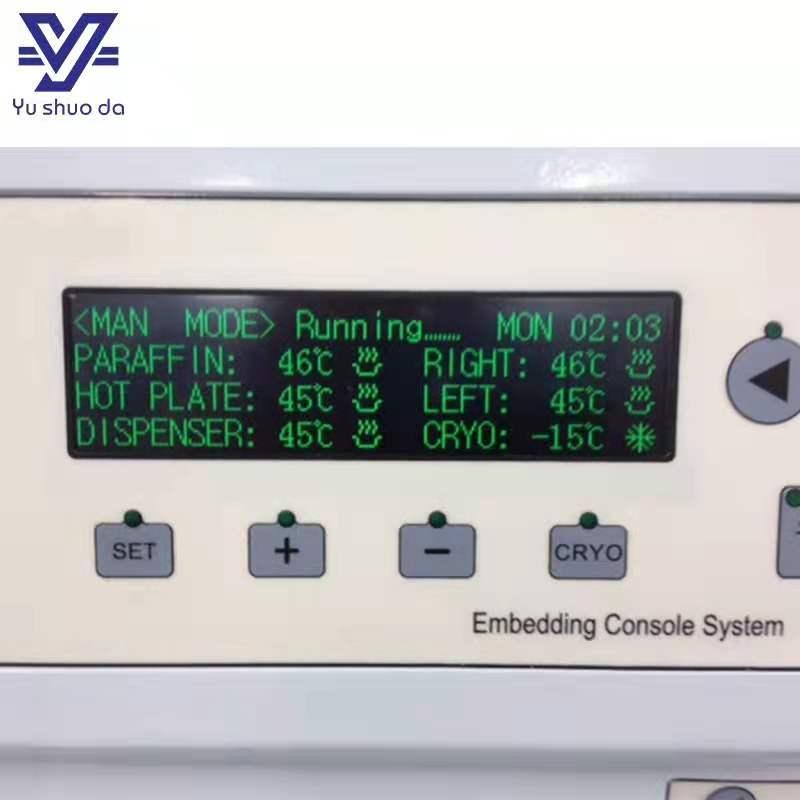 Yu shuo da
<MAN MODE> Running........ MON 02:03
PARAFFIN: 46℃ RIGHT: 46℃
HOT PLATE: 45℃ LEFT: 45℃
DISPENSER: 45℃ CRYO: -15℃
SET + - CRYO
Embedding Console System